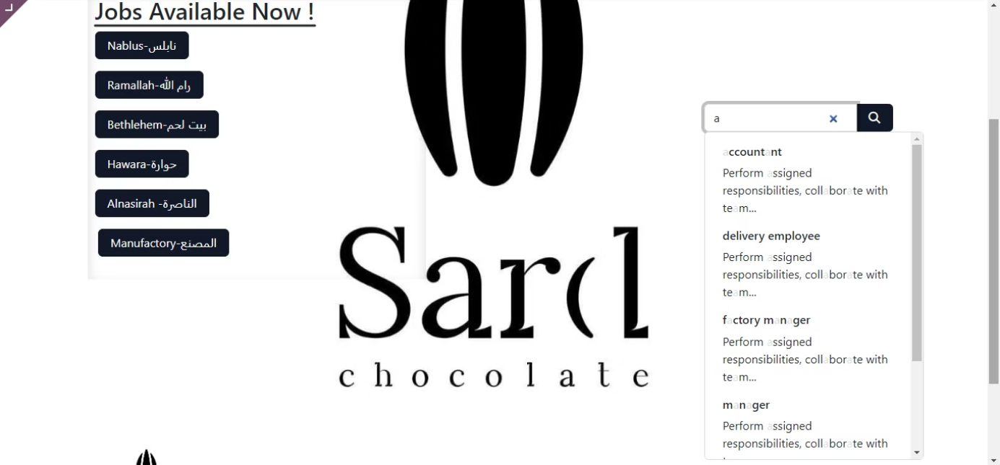 Jobs Available Now !
Nablus-نابلس
Ramallah-رام الله
Bethlehem-بيت لحم
Hawara-حوارة
Alnasirah -الناصرة
Manufactory-المصنع
Sard
chocolate
a
accountant
Perform assigned
responsibilities, collaborate with
team...
delivery employee
Perform assigned
responsibilities, collaborate with
team...
factory manager
Perform assigned
responsibilities, collaborate with
team...
manager
Perform assigned
responsibilities, collaborate with